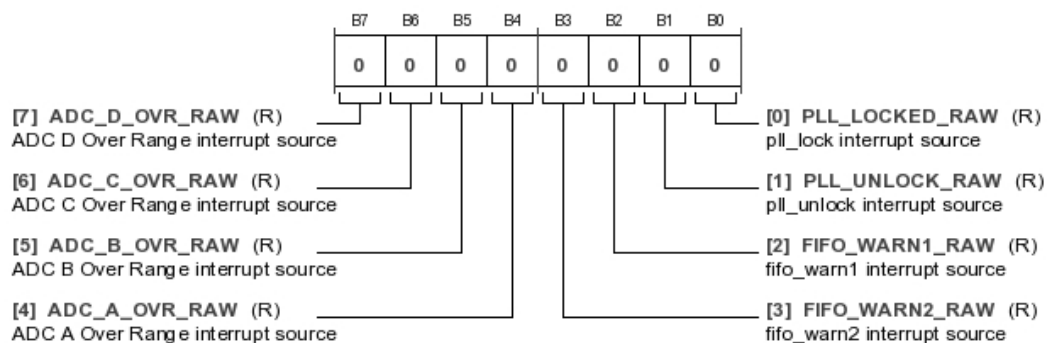 B7 B6 B5 B4 B3 B2 B1 B0
0 0 0 0 0 0 0 0
[7] ADC_D_OVR_RAW (R)
ADC D Over Range interrupt source
[6] ADC_C_OVR_RAW (R)
ADC C Over Range interrupt source
[5] ADC_B_OVR_RAW (R)
ADC B Over Range interrupt source
[4] ADC_A_OVR_RAW (R)
ADC A Over Range interrupt source
[0] PLL_LOCKED_RAW (R)
pll_lock interrupt source
[1] PLL_UNLOCK_RAW (R)
pll_unlock interrupt source
[2] FIFO_WARN1_RAW (R)
fifo_warn1 interrupt source
[3] FIFO_WARN2_RAW (R)
fifo_warn2 interrupt source